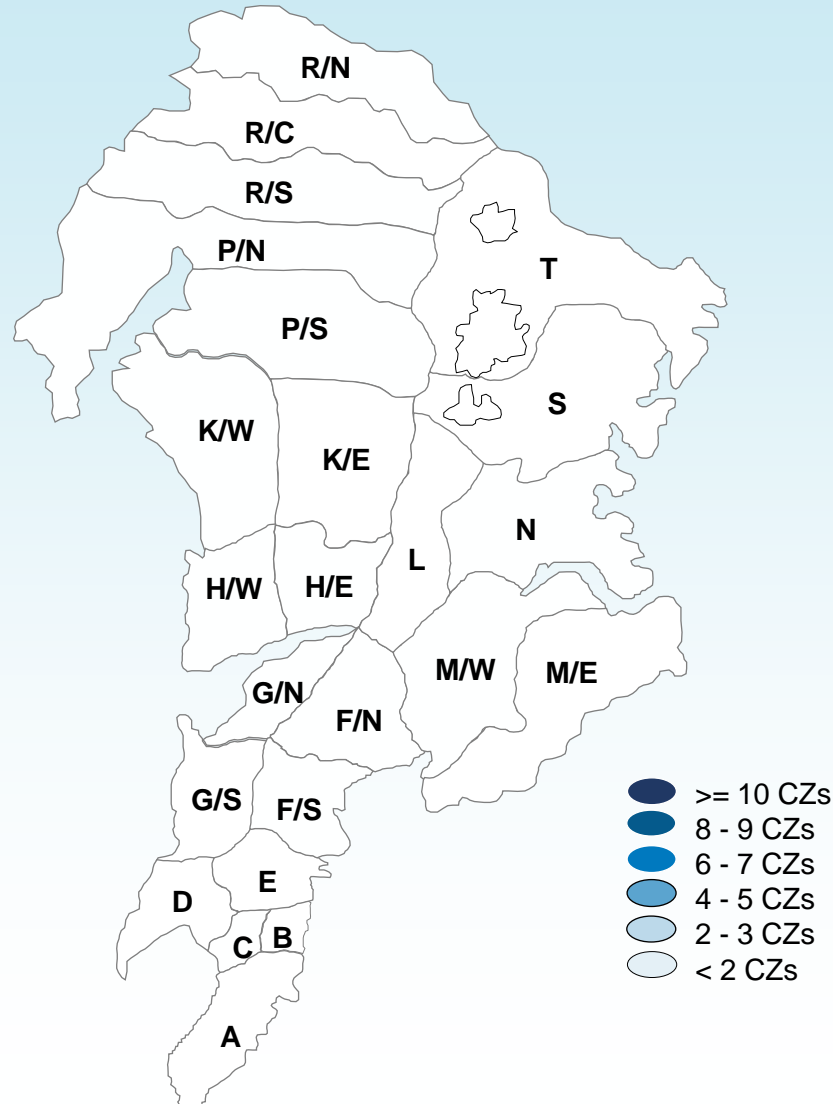 R/N
R/C
R/S
P/N
T
P/S
S
K/W
K/E
N
L
H/W
H/E
M/W
M/E
G/N
F/N
G/S
F/S
E
D
C
B
A
>= 10 CZs
8 - 9 CZs
6 - 7 CZs
4 - 5 CZs
2 - 3 CZs
< 2 CZs